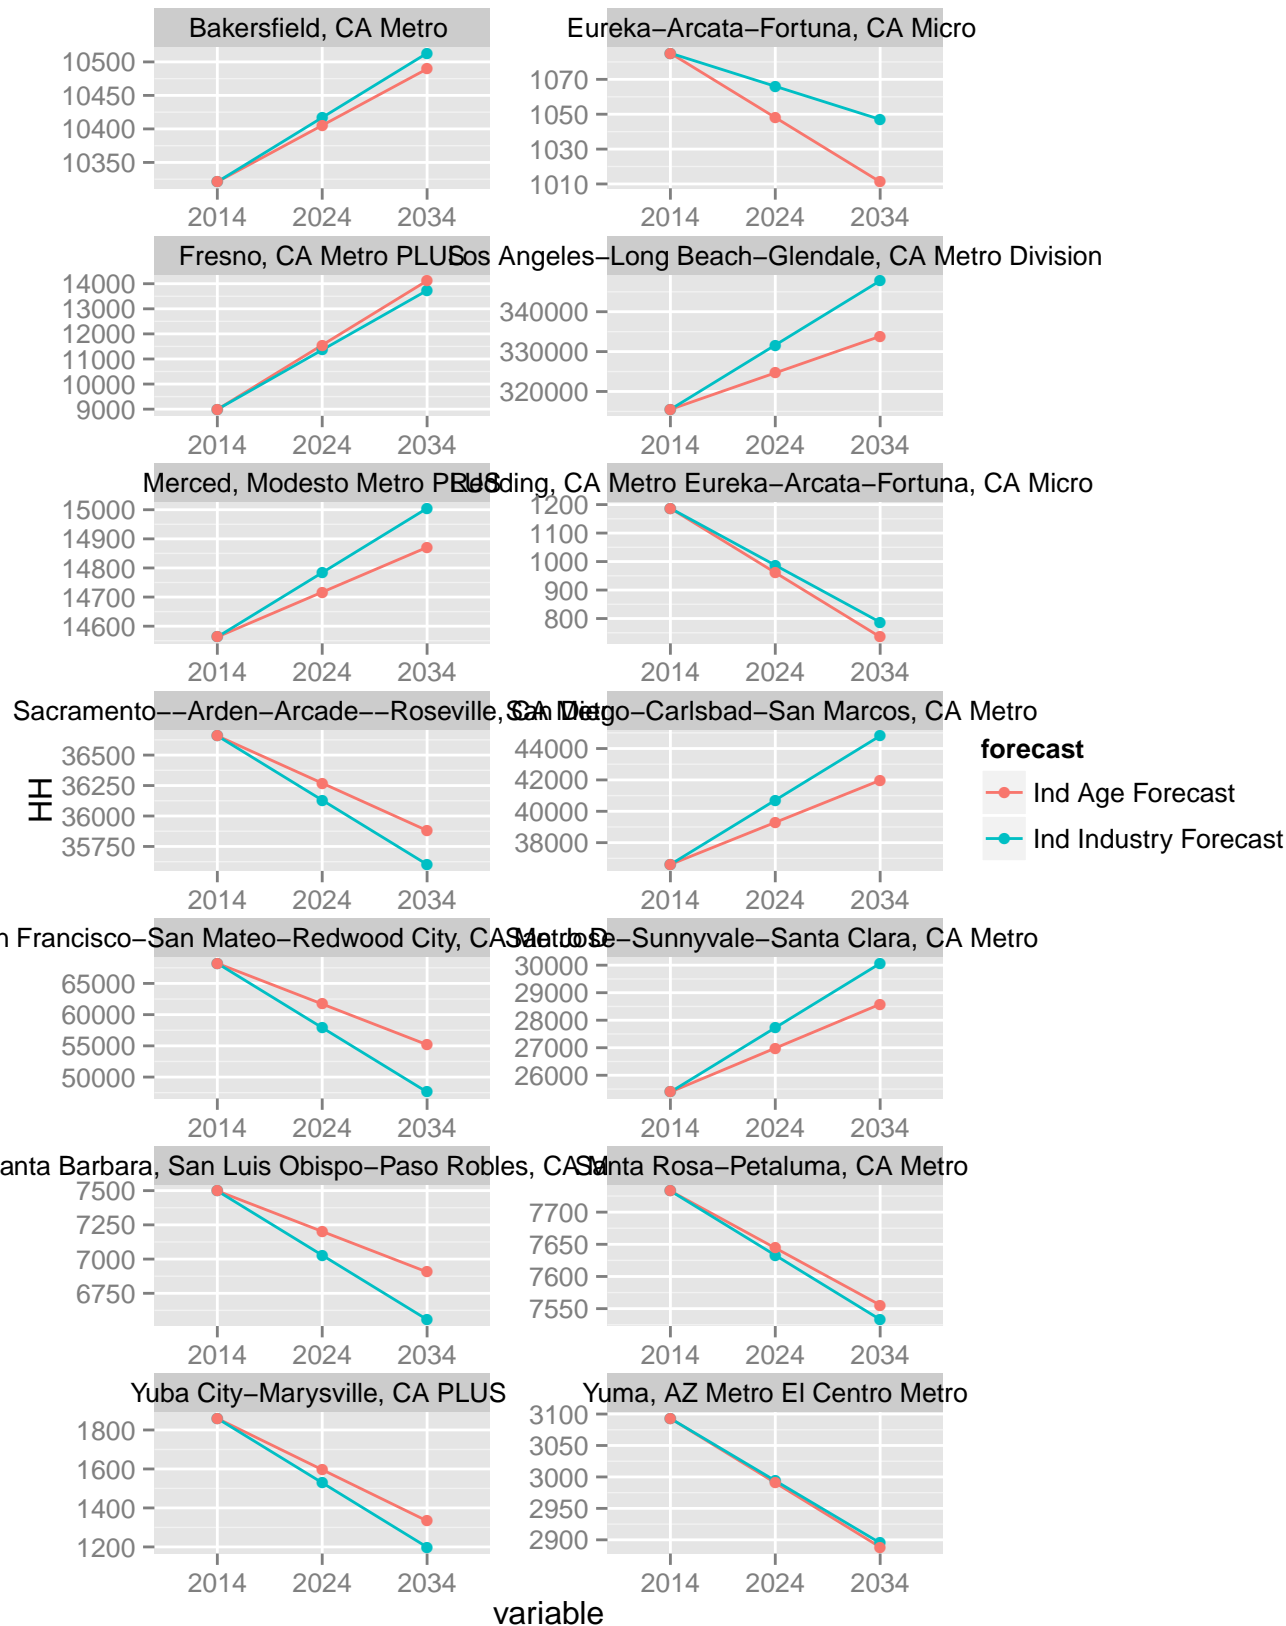 Bakersfield, CA Metro
Eureka−Arcata−Fortuna, CA Micro
10500
10450
10400
10350
1070
1050
1030
1010
2014 2024 2034
2014 2024 2034
Fresno, CA Metro PLUS
Los Angeles−Long Beach−Glendale, CA Metro Division
14000
13000
12000
11000
10000
9000
340000
330000
320000
2014 2024 2034
2014 2024 2034
Merced, Modesto Metro PLUS
Redding, CA Metro Eureka−Arcata−Fortuna, CA Micro
15000
14900
14800
14700
14600
1200
1100
1000
900
800
2014 2024 2034
2014 2024 2034
Sacramento−−Arden−Arcade−−Roseville, CA Metro
San Diego−Carlsbad−San Marcos, CA Metro
36500
36250
36000
35750
44000
42000
40000
38000
2014 2024 2034
2014 2024 2034
HH
forecast
Ind Age Forecast
Ind Industry Forecast
n Francisco−San Mateo−Redwood City, CA Metro D
San Jose−Sunnyvale−Santa Clara, CA Metro
65000
60000
55000
50000
30000
29000
28000
27000
26000
2014 2024 2034
2014 2024 2034
anta Barbara, San Luis Obispo−Paso Robles, CA M
Santa Rosa−Petaluma, CA Metro
7500
7250
7000
6750
7700
7650
7600
7550
2014 2024 2034
2014 2024 2034
Yuba City−Marysville, CA PLUS
Yuma, AZ Metro El Centro Metro
1800
1600
1400
1200
3100
3050
3000
2950
2900
2014 2024 2034
2014 2024 2034
variable